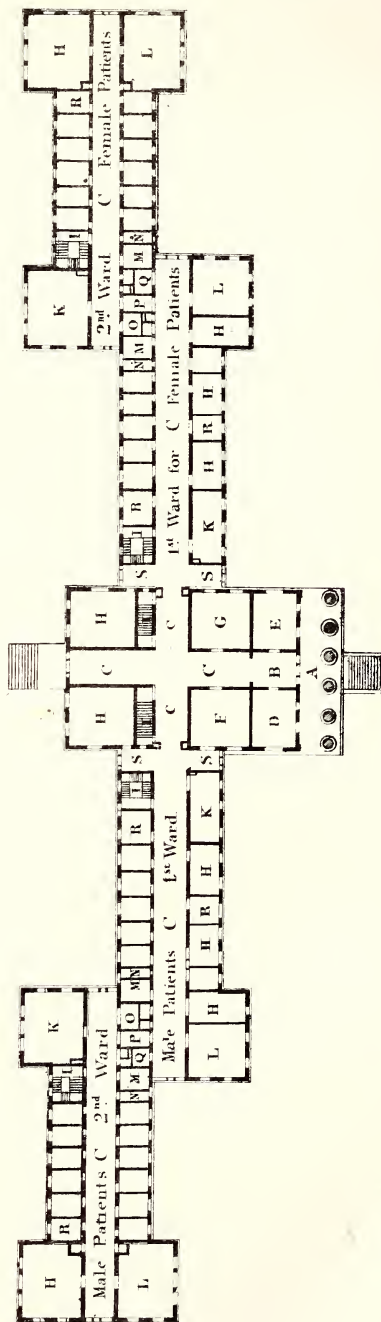 H
K
H
H
K
H
R
I
C
I
R
Male Patients C 2nd Ward
2nd Ward C Female Patients
L
N M Q P O M N
R
I
S
S
I
R
N M O P Q M N
L
Male Patients C 1st Ward
C
C
1st Ward for C Female Patients
L
H
H
R
H
K
S
F
C
G
S
K
H
R
H
H
L
D
B
E
A